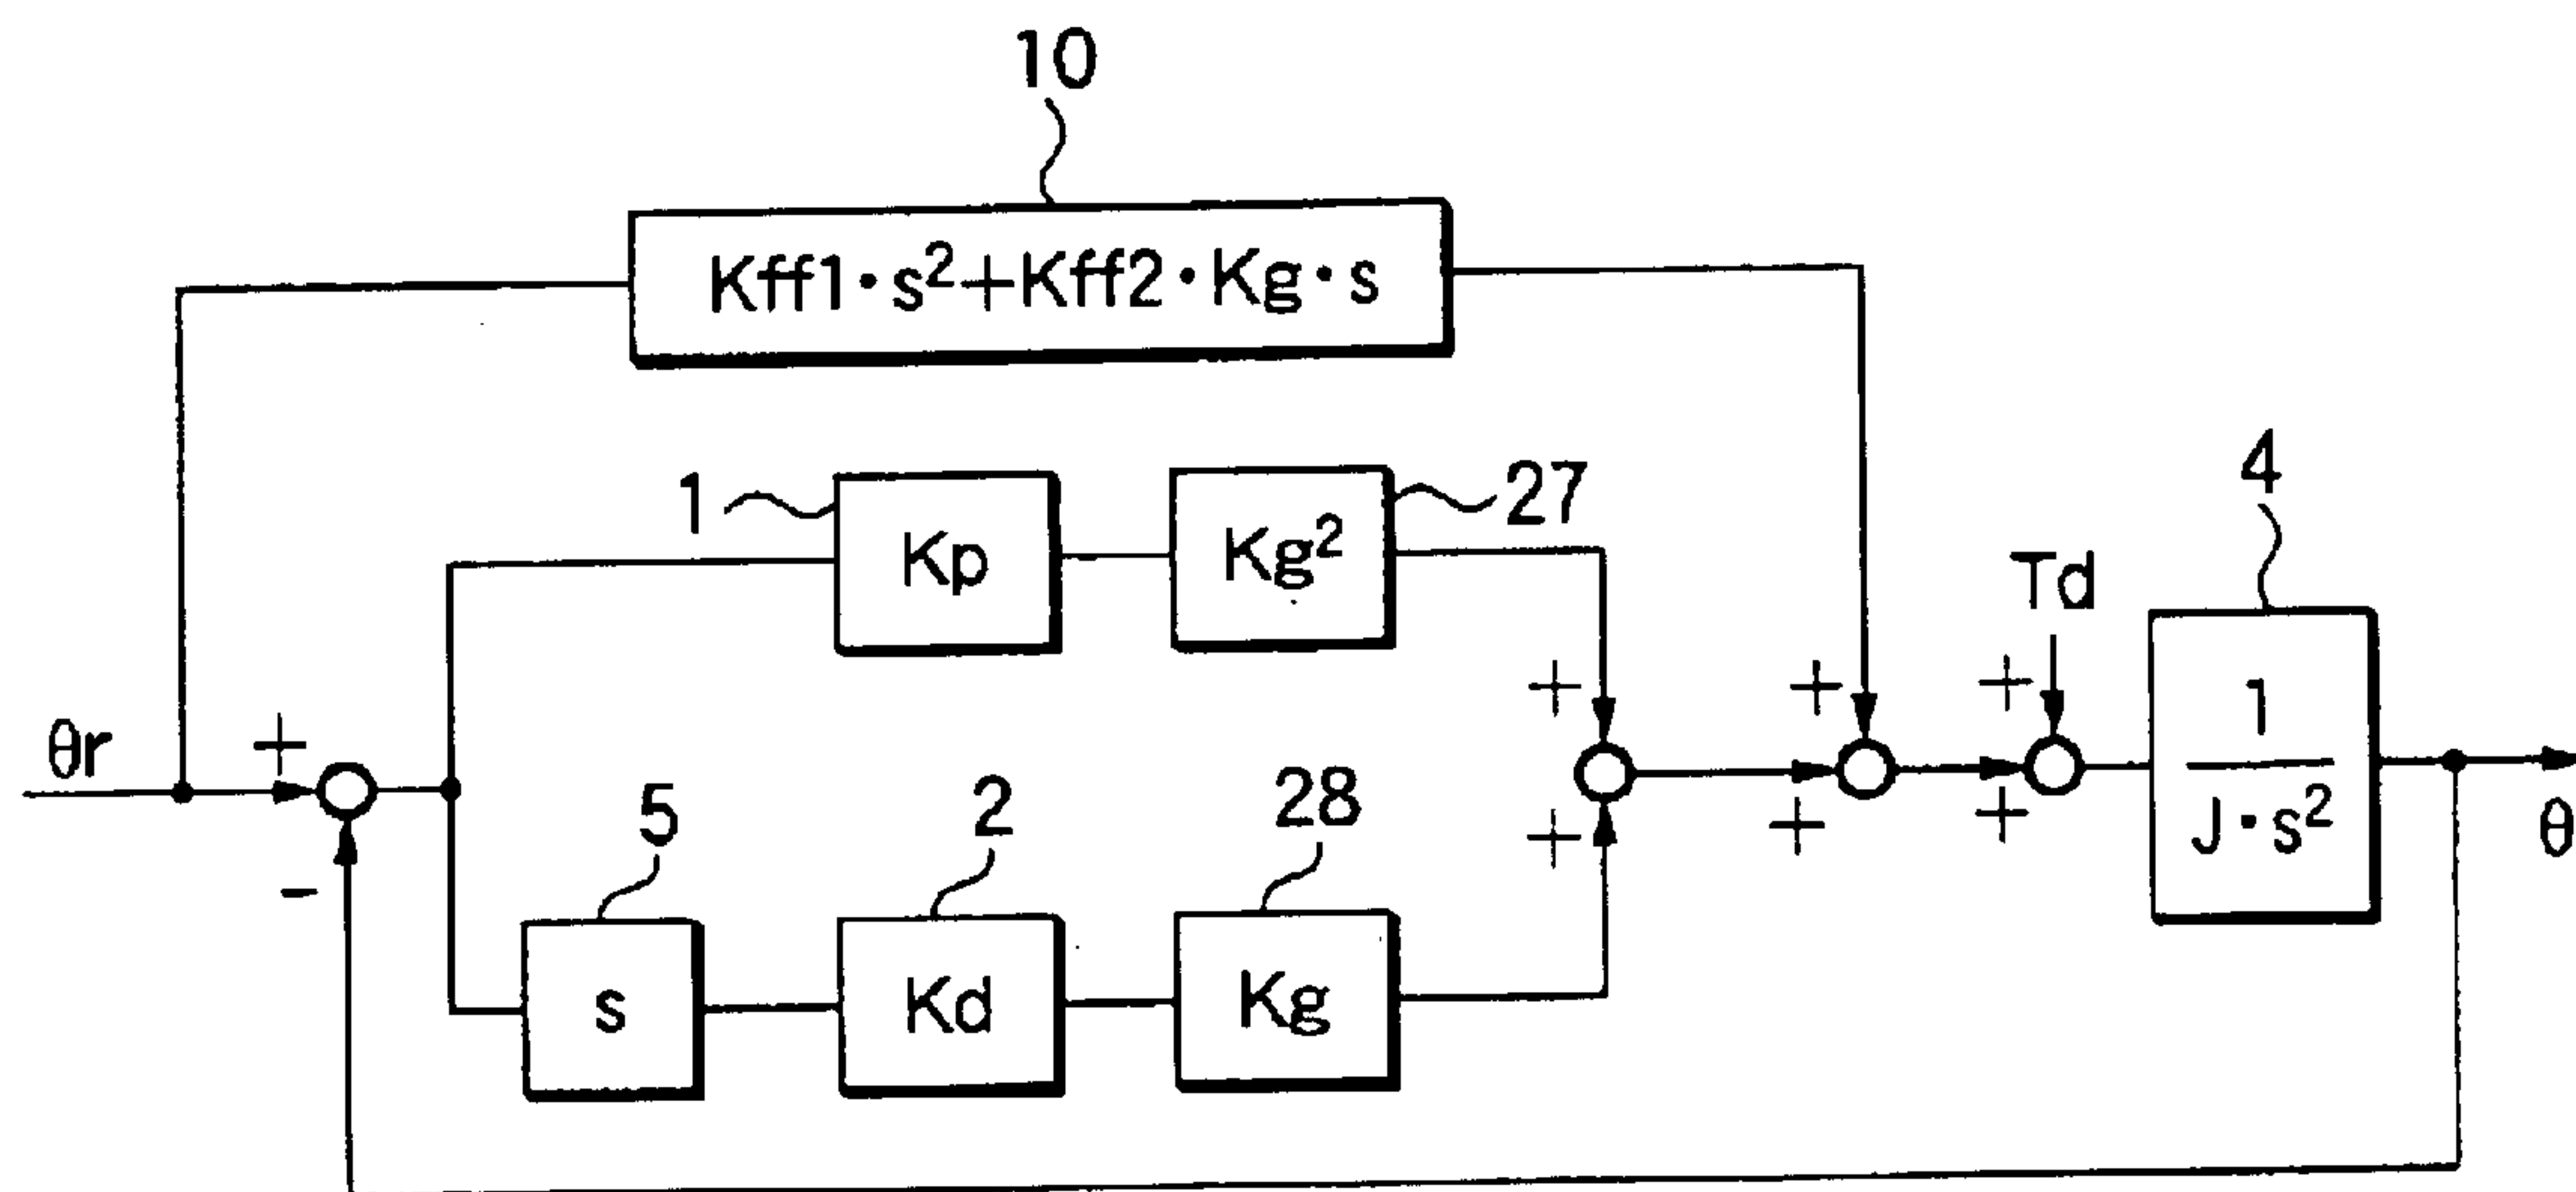 10
Kff1·s²+Kff2·Kg·s
1
Kp
Kg²
27
4
Td
+
+
+
1
J·s²
θr
+
-
+
+
+
θ
5
s
2
Kd
28
Kg